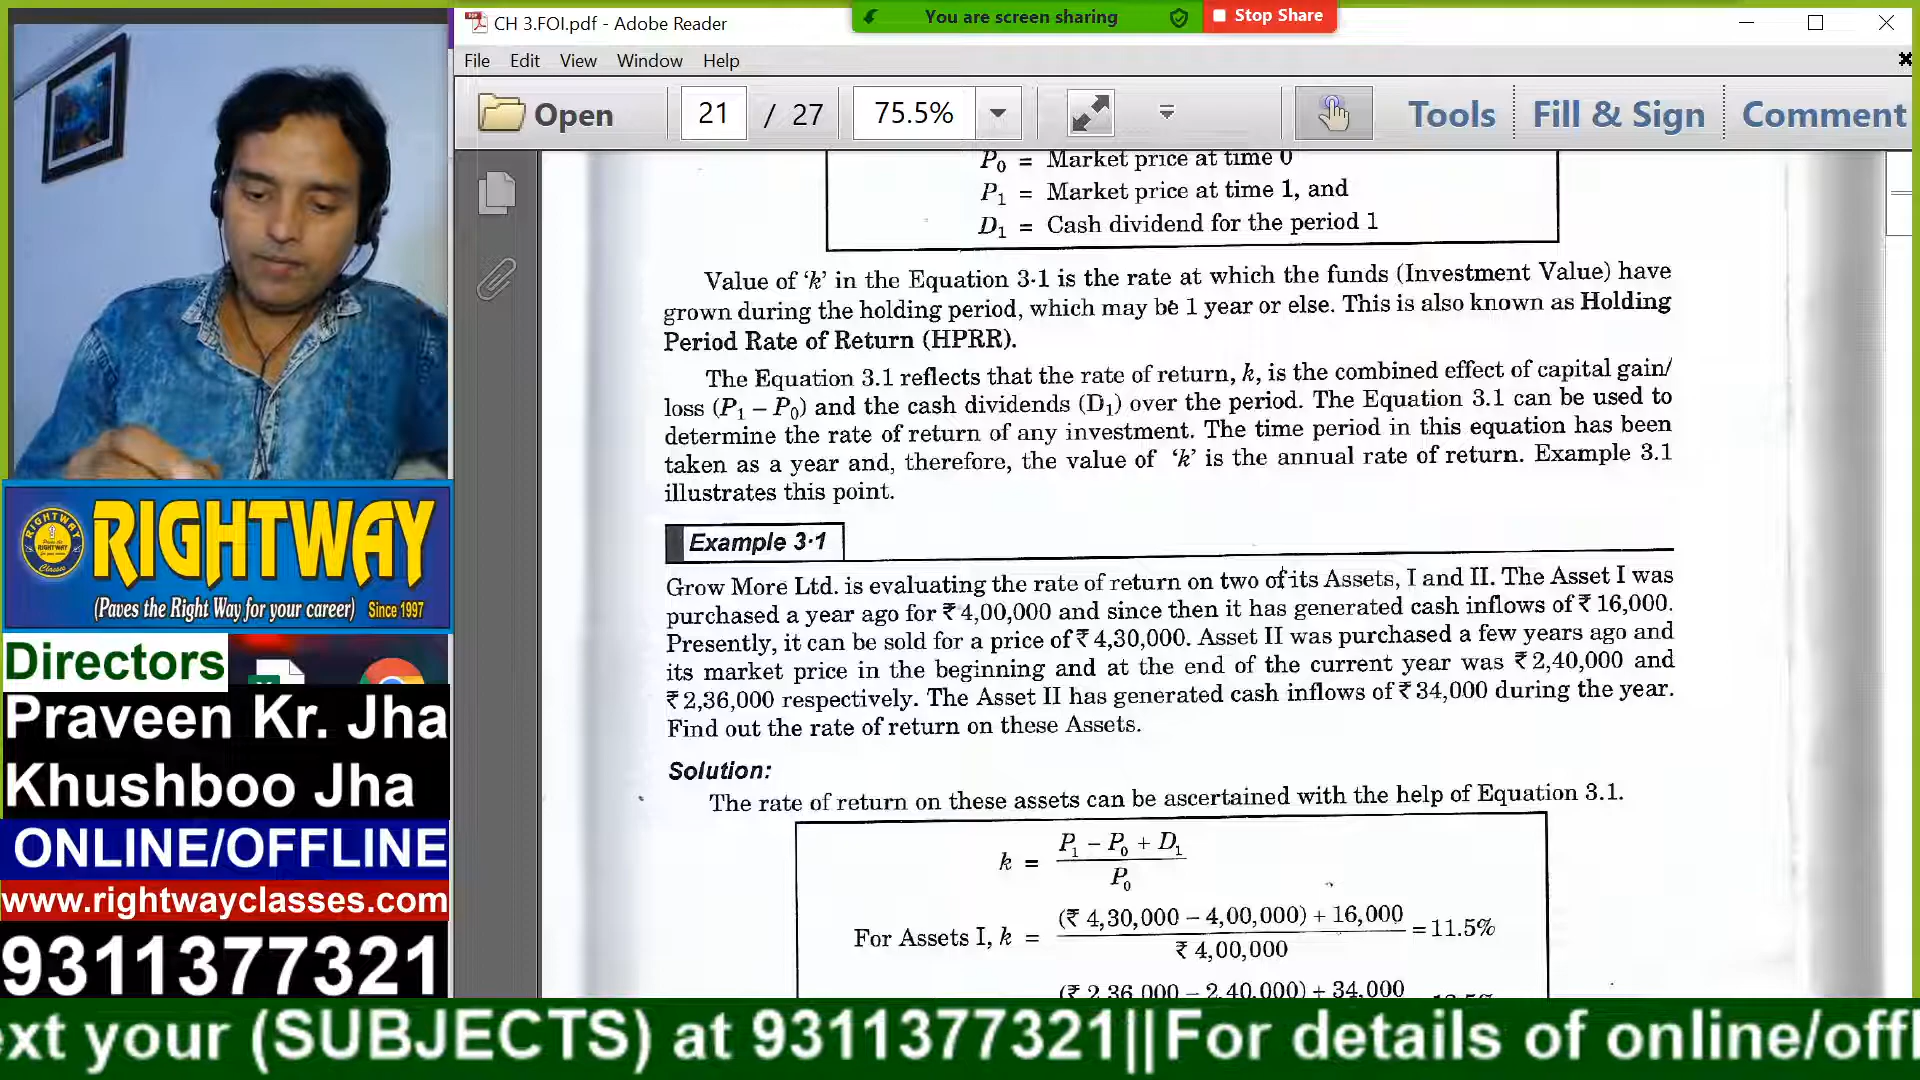 CH 3.FOI.pdf - Adobe Reader
You are screen sharing
Stop Share
File Edit View Window Help
Open
21 / 27
75.5%
Tools
Fill & Sign
Comment
P0 = Market price at time 0
P1 = Market price at time 1, and
D1 = Cash dividend for the period 1
Value of ‘k’ in the Equation 3·1 is the rate at which the funds (Investment Value) have
grown during the holding period, which may be 1 year or else. This is also known as Holding
Period Rate of Return (HPRR).
The Equation 3.1 reflects that the rate of return, k, is the combined effect of capital gain/
loss (P1 – P0) and the cash dividends (D1) over the period. The Equation 3.1 can be used to
determine the rate of return of any investment. The time period in this equation has been
taken as a year and, therefore, the value of ‘k’ is the annual rate of return. Example 3.1
illustrates this point.
Example 3·1
Grow More Ltd. is evaluating the rate of return on two of its Assets, I and II. The Asset I was
purchased a year ago for ₹ 4,00,000 and since then it has generated cash inflows of ₹ 16,000.
Presently, it can be sold for a price of ₹ 4,30,000. Asset II was purchased a few years ago and
its market price in the beginning and at the end of the current year was ₹ 2,40,000 and
₹ 2,36,000 respectively. The Asset II has generated cash inflows of ₹ 34,000 during the year.
Find out the rate of return on these Assets.
Solution:
The rate of return on these assets can be ascertained with the help of Equation 3.1.
k = P1 – P0 + D1
P0
For Assets I, k = (₹ 4,30,000 – 4,00,000) + 16,000 = 11.5%
₹ 4,00,000
(₹ 2,36,000 – 2,40,000) + 34,000
RIGHTWAY
(Paves the Right Way for your career) Since 1997
RIGHTWAY
Classes
Directors
Praveen Kr. Jha
Khushboo Jha
ONLINE/OFFLINE
www.rightwayclasses.com
9311377321
ext your (SUBJECTS) at 9311377321||For details of online/offl